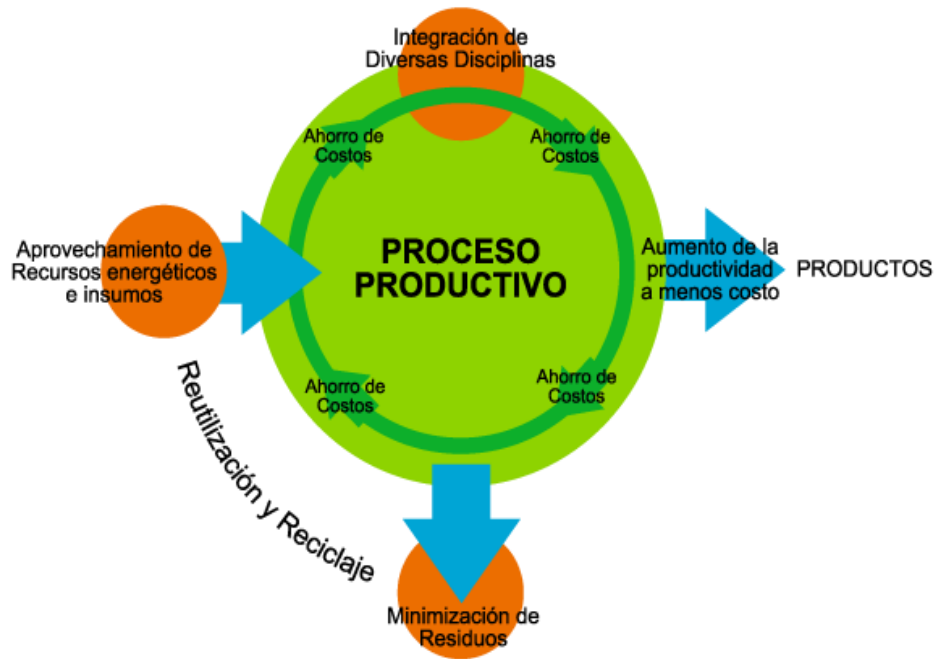 Integración de
Diversas Disciplinas
Ahorro de
Costos
Ahorro de
Costos
Aprovechamiento de
Recursos energéticos
e insumos
PROCESO
PRODUCTIVO
Aumento de la
productividad
a menos costo
PRODUCTOS
Ahorro de
Costos
Ahorro de
Costos
Reutilización y Reciclaje
Minimización de
Residuos